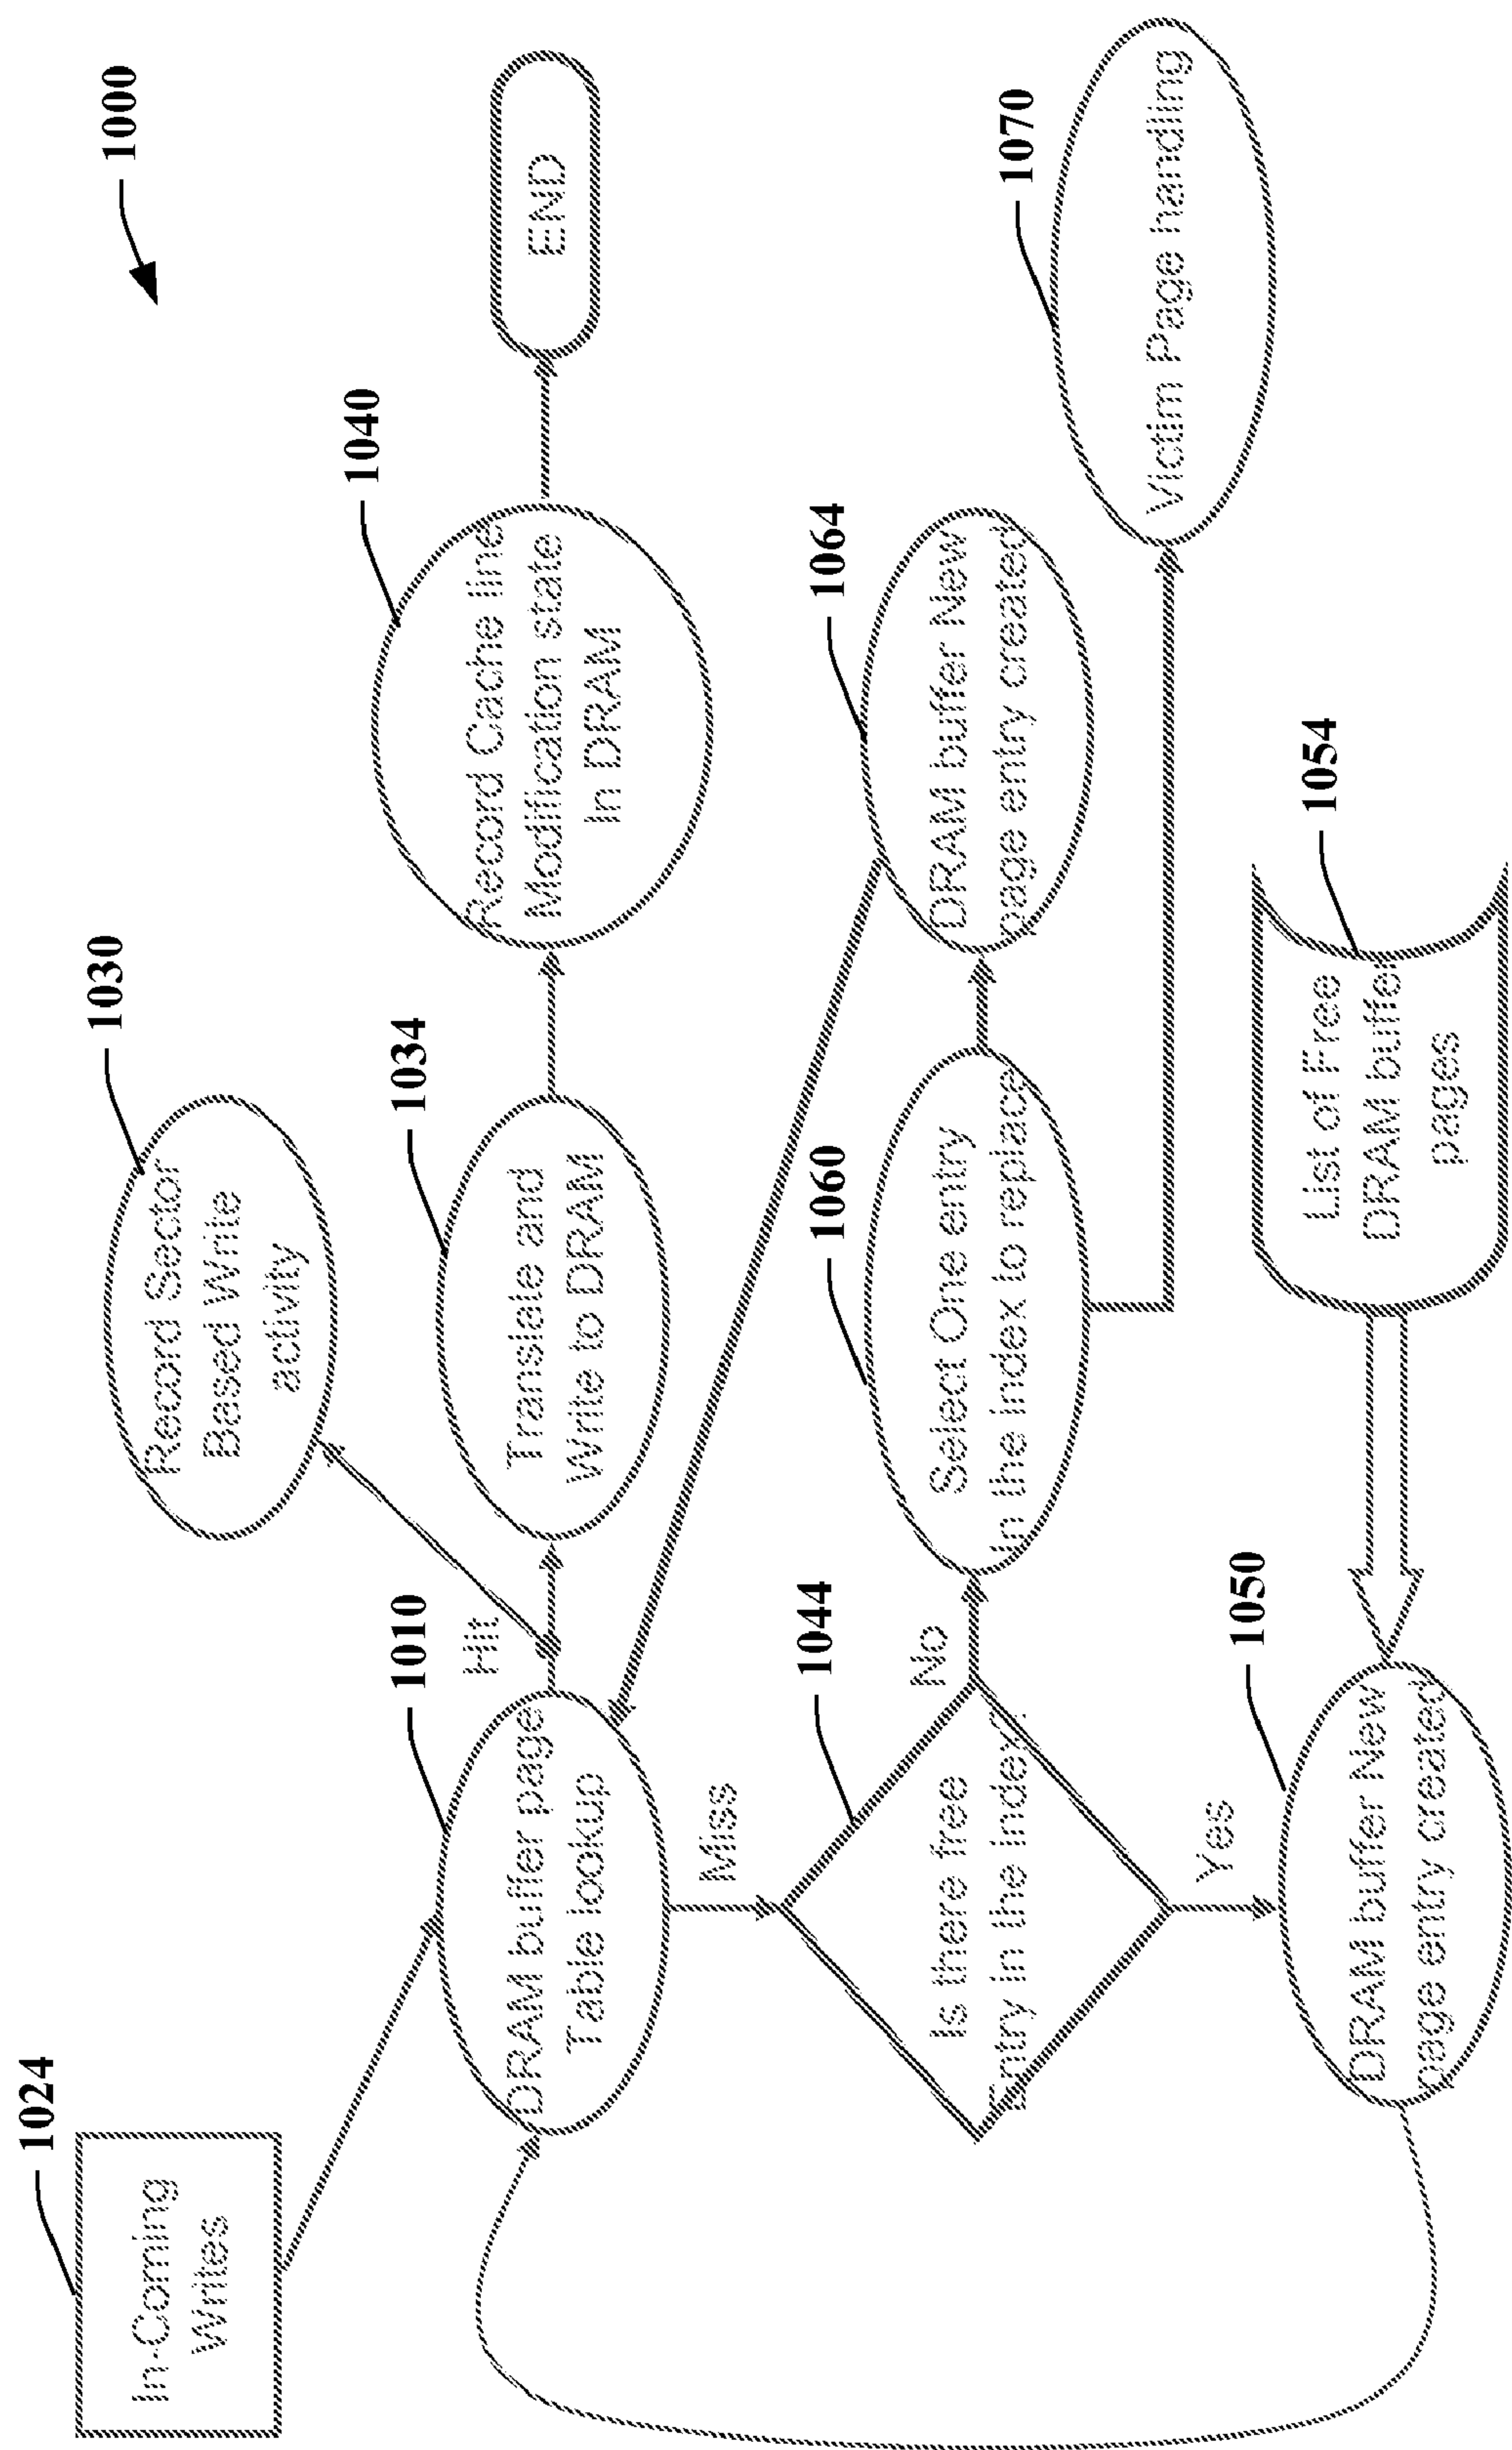 1000
1024
In-Coming
Writes
1030
Record Sector
Based Write
activity
1010
DRAM buffer page
Table lookup
Hit
1034
Translate and
Write to DRAM
1040
Record Cache line
Modification state
In DRAM
END
Miss
1044
Is there free
Entry in the index
No
1060
Select One entry
In the index to replace
1064
DRAM buffer New
page entry created
1070
Victim Page handling
Yes
1050
DRAM buffer New
page entry created
1054
List of Free
DRAM buffer
pages